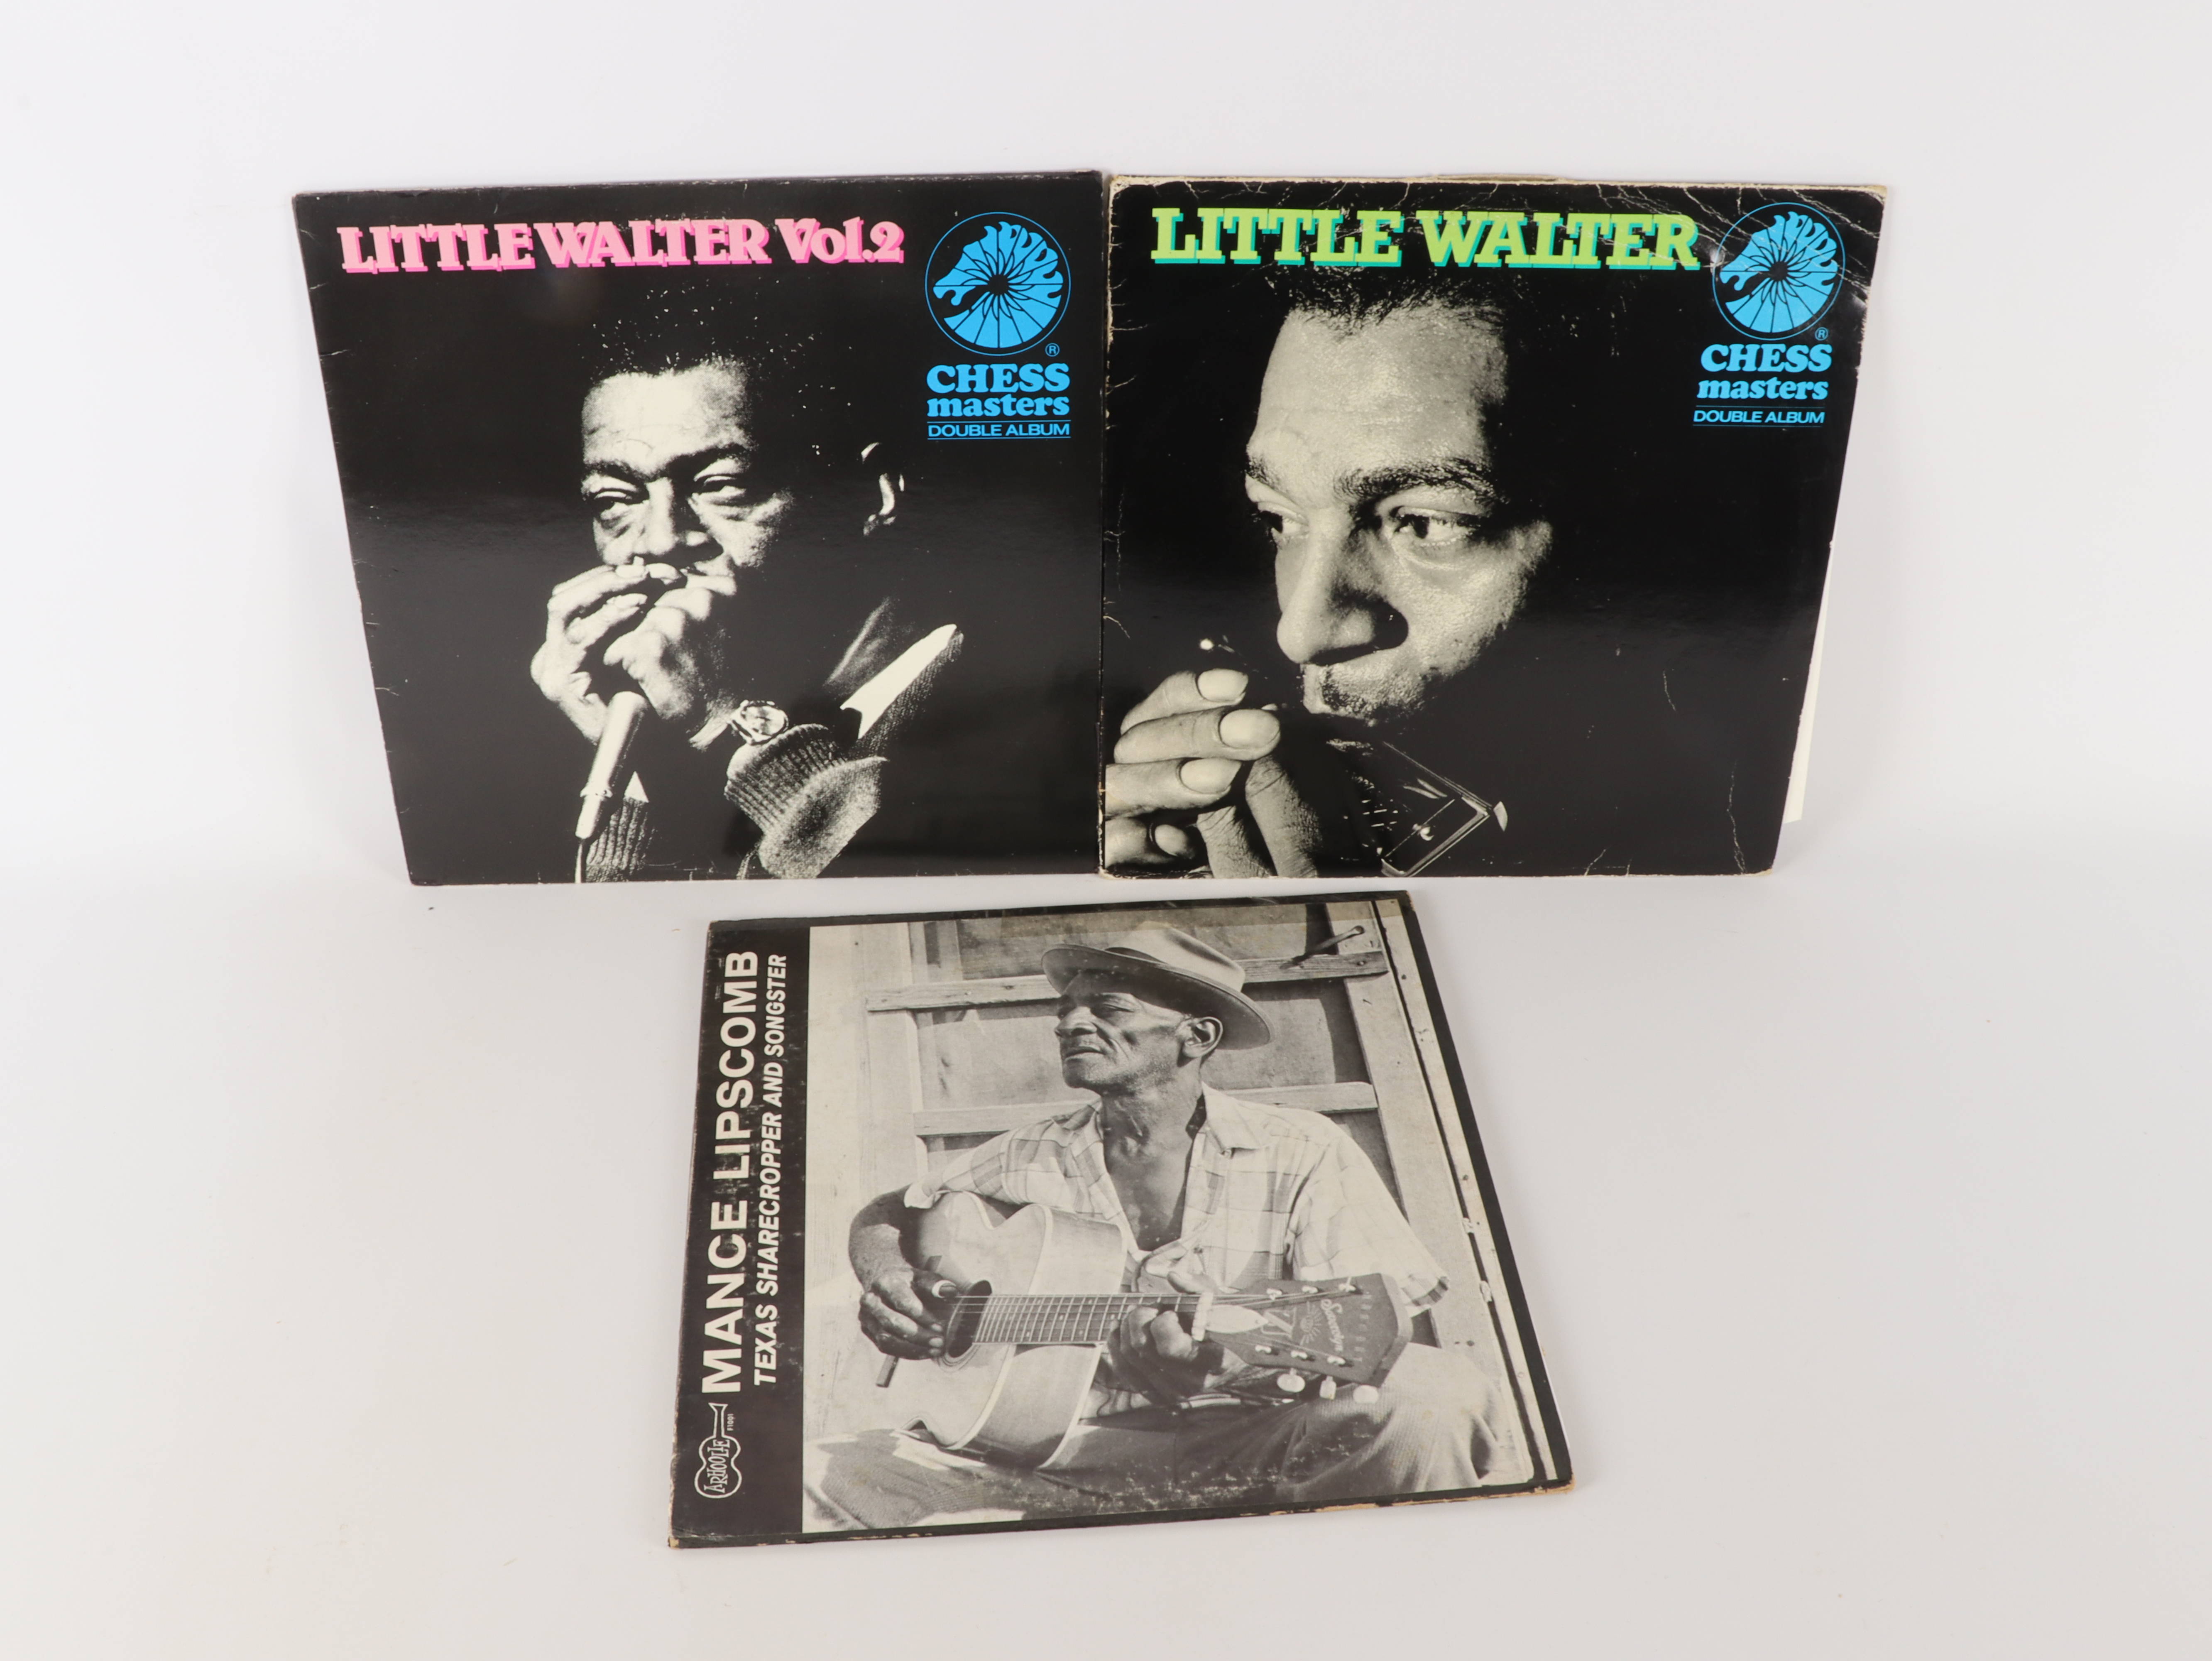 LITTLE WALTER Vol.2
®
CHESS
masters
DOUBLE ALBUM
LITTLE WALTER
®
CHESS
masters
DOUBLE ALBUM
MANCE LIPSCOMB
TEXAS SHARECROPPER AND SONGSTER
ARHOOLIE
F1001